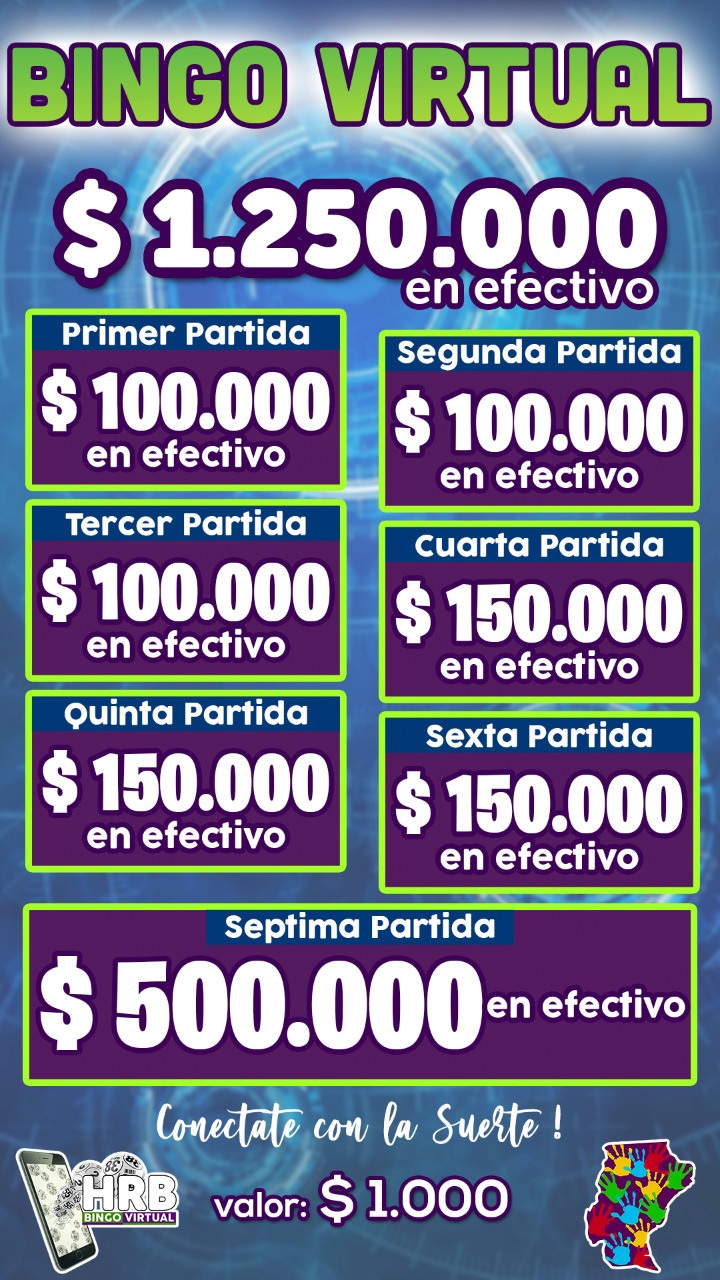 BINGO VIRTUAL
$ 1.250.000
en efectivo
Primer Partida
$ 100.000
en efectivo
Segunda Partida
$ 100.000
en efectivo
Tercer Partida
$ 100.000
en efectivo
Cuarta Partida
$ 150.000
en efectivo
Quinta Partida
$ 150.000
en efectivo
Sexta Partida
$ 150.000
en efectivo
Septima Partida
$ 500.000 en efectivo
Conectate con la Suerte !
HRB
BINGO VIRTUAL
valor: $ 1.000